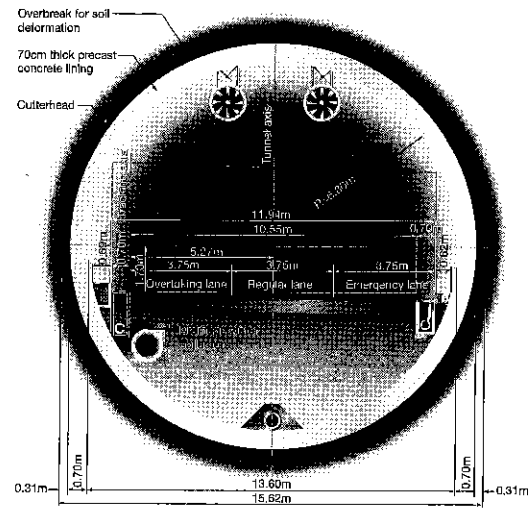 Overbreak for soil
deformation
70cm thick precast
concrete lining
Cutterhead
Tunnel axis
11.94m
10.55m
0.70m
5.27m
3.75m
3.75m
3.75m
Overtaking lane
Regular lane
Emergency lane
0.70m
13.60m
0.70m
0.31m
15.62m
0.31m